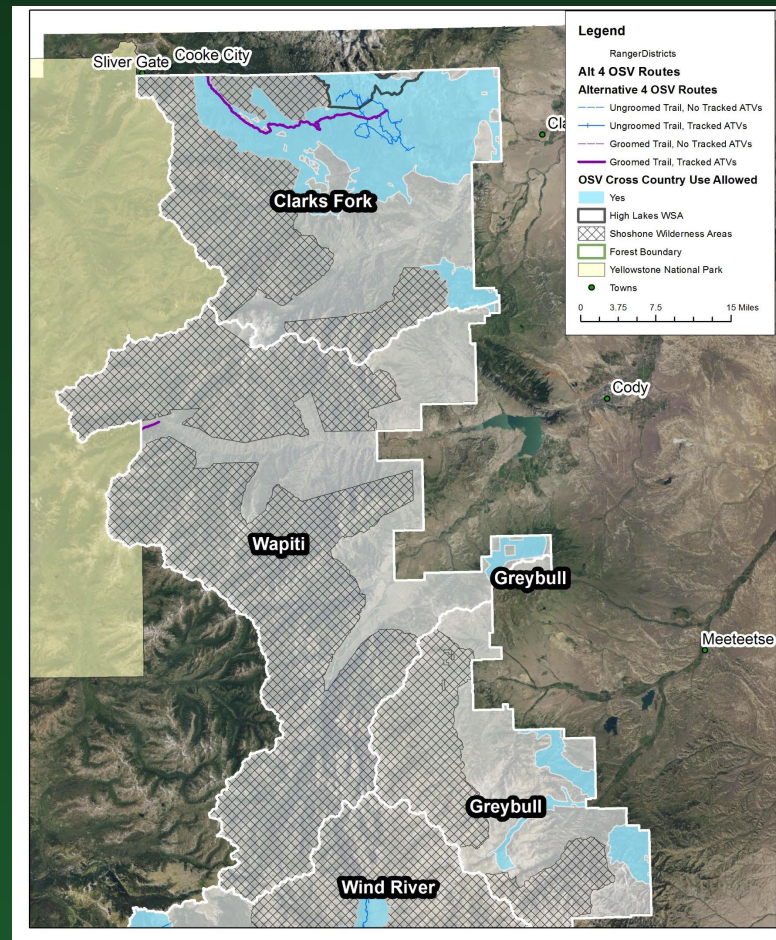 Legend
RangerDistricts
Alt 4 OSV Routes
Alternative 4 OSV Routes
Ungroomed Trail, No Tracked ATVs
Ungroomed Trail, Tracked ATVs
Groomed Trail, No Tracked ATVs
Groomed Trail, Tracked ATVs
OSV Cross Country Use Allowed
Yes
High Lakes WSA
Shoshone Wilderness Areas
Forest Boundary
Yellowstone National Park
Towns
0 3.75 7.5 15 Miles
Sliver Gate Cooke City
Cla
Clarks Fork
Cody
Wapiti
Greybull
Meeteetse
Greybull
Wind River